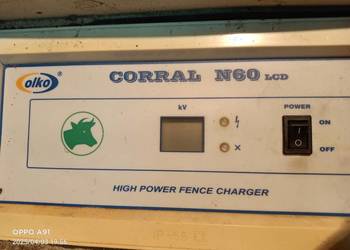 olko
CORRAL N60 LCD
kV
POWER
ON
OFF
HIGH POWER FENCE CHARGER
OPPO A91